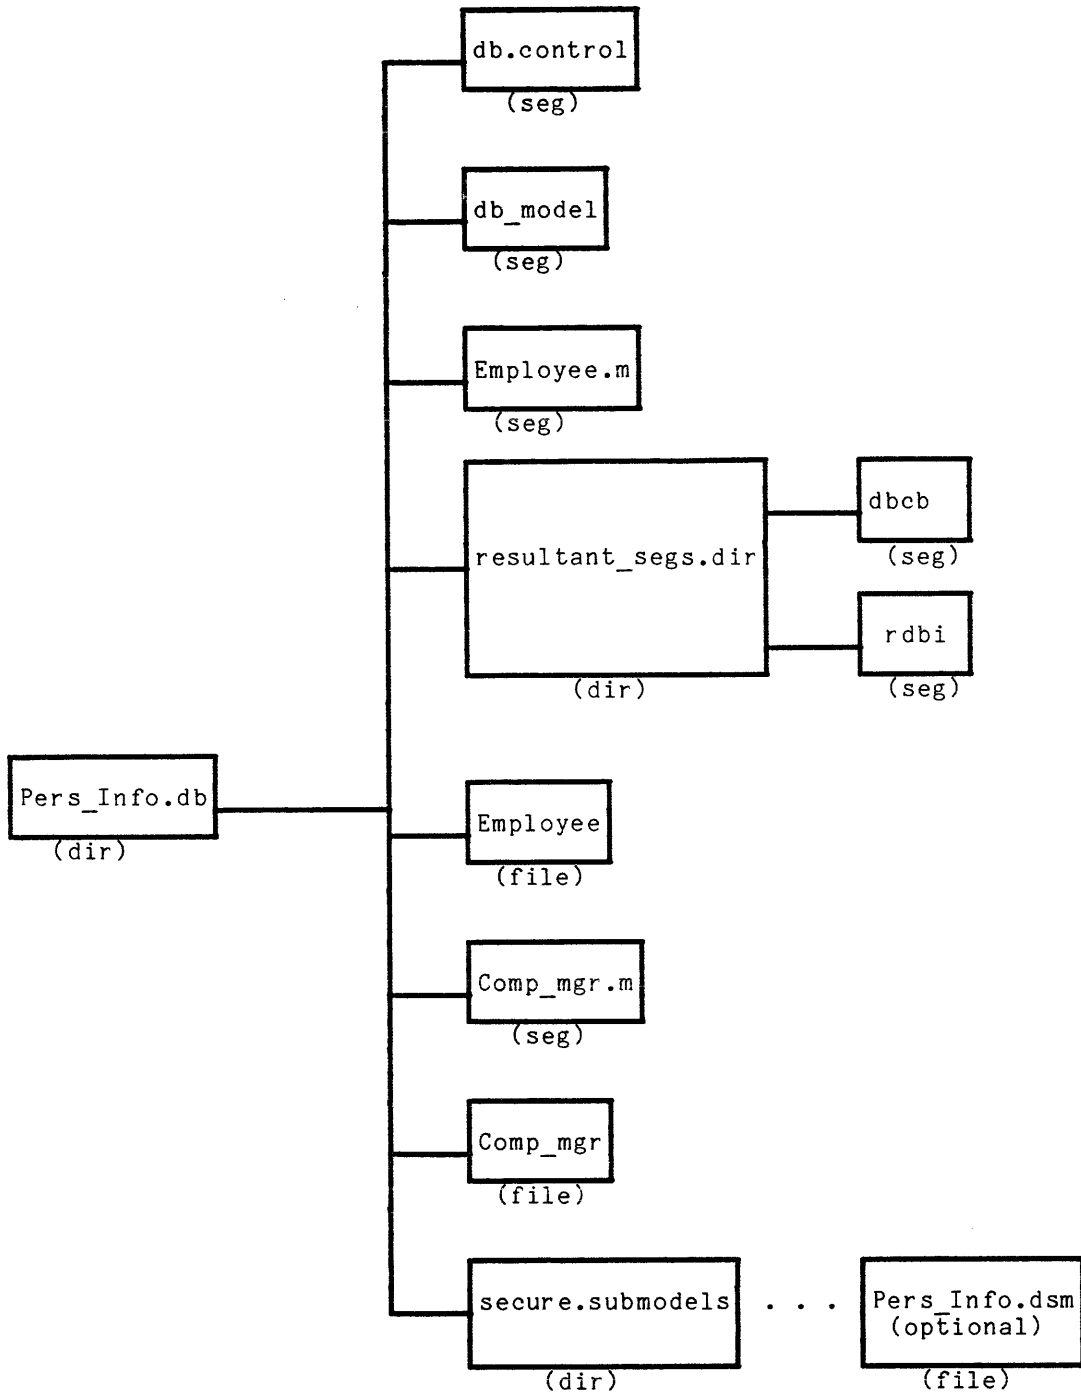 db.control
(seg)
db_model
(seg)
Employee.m
(seg)
resultant_segs.dir
(dir)
dbcb
(seg)
rdbi
(seg)
Pers_Info.db
(dir)
Employee
(file)
Comp_mgr.m
(seg)
Comp_mgr
(file)
secure.submodels
(dir)
. . .
Pers_Info.dsm
(optional)
(file)